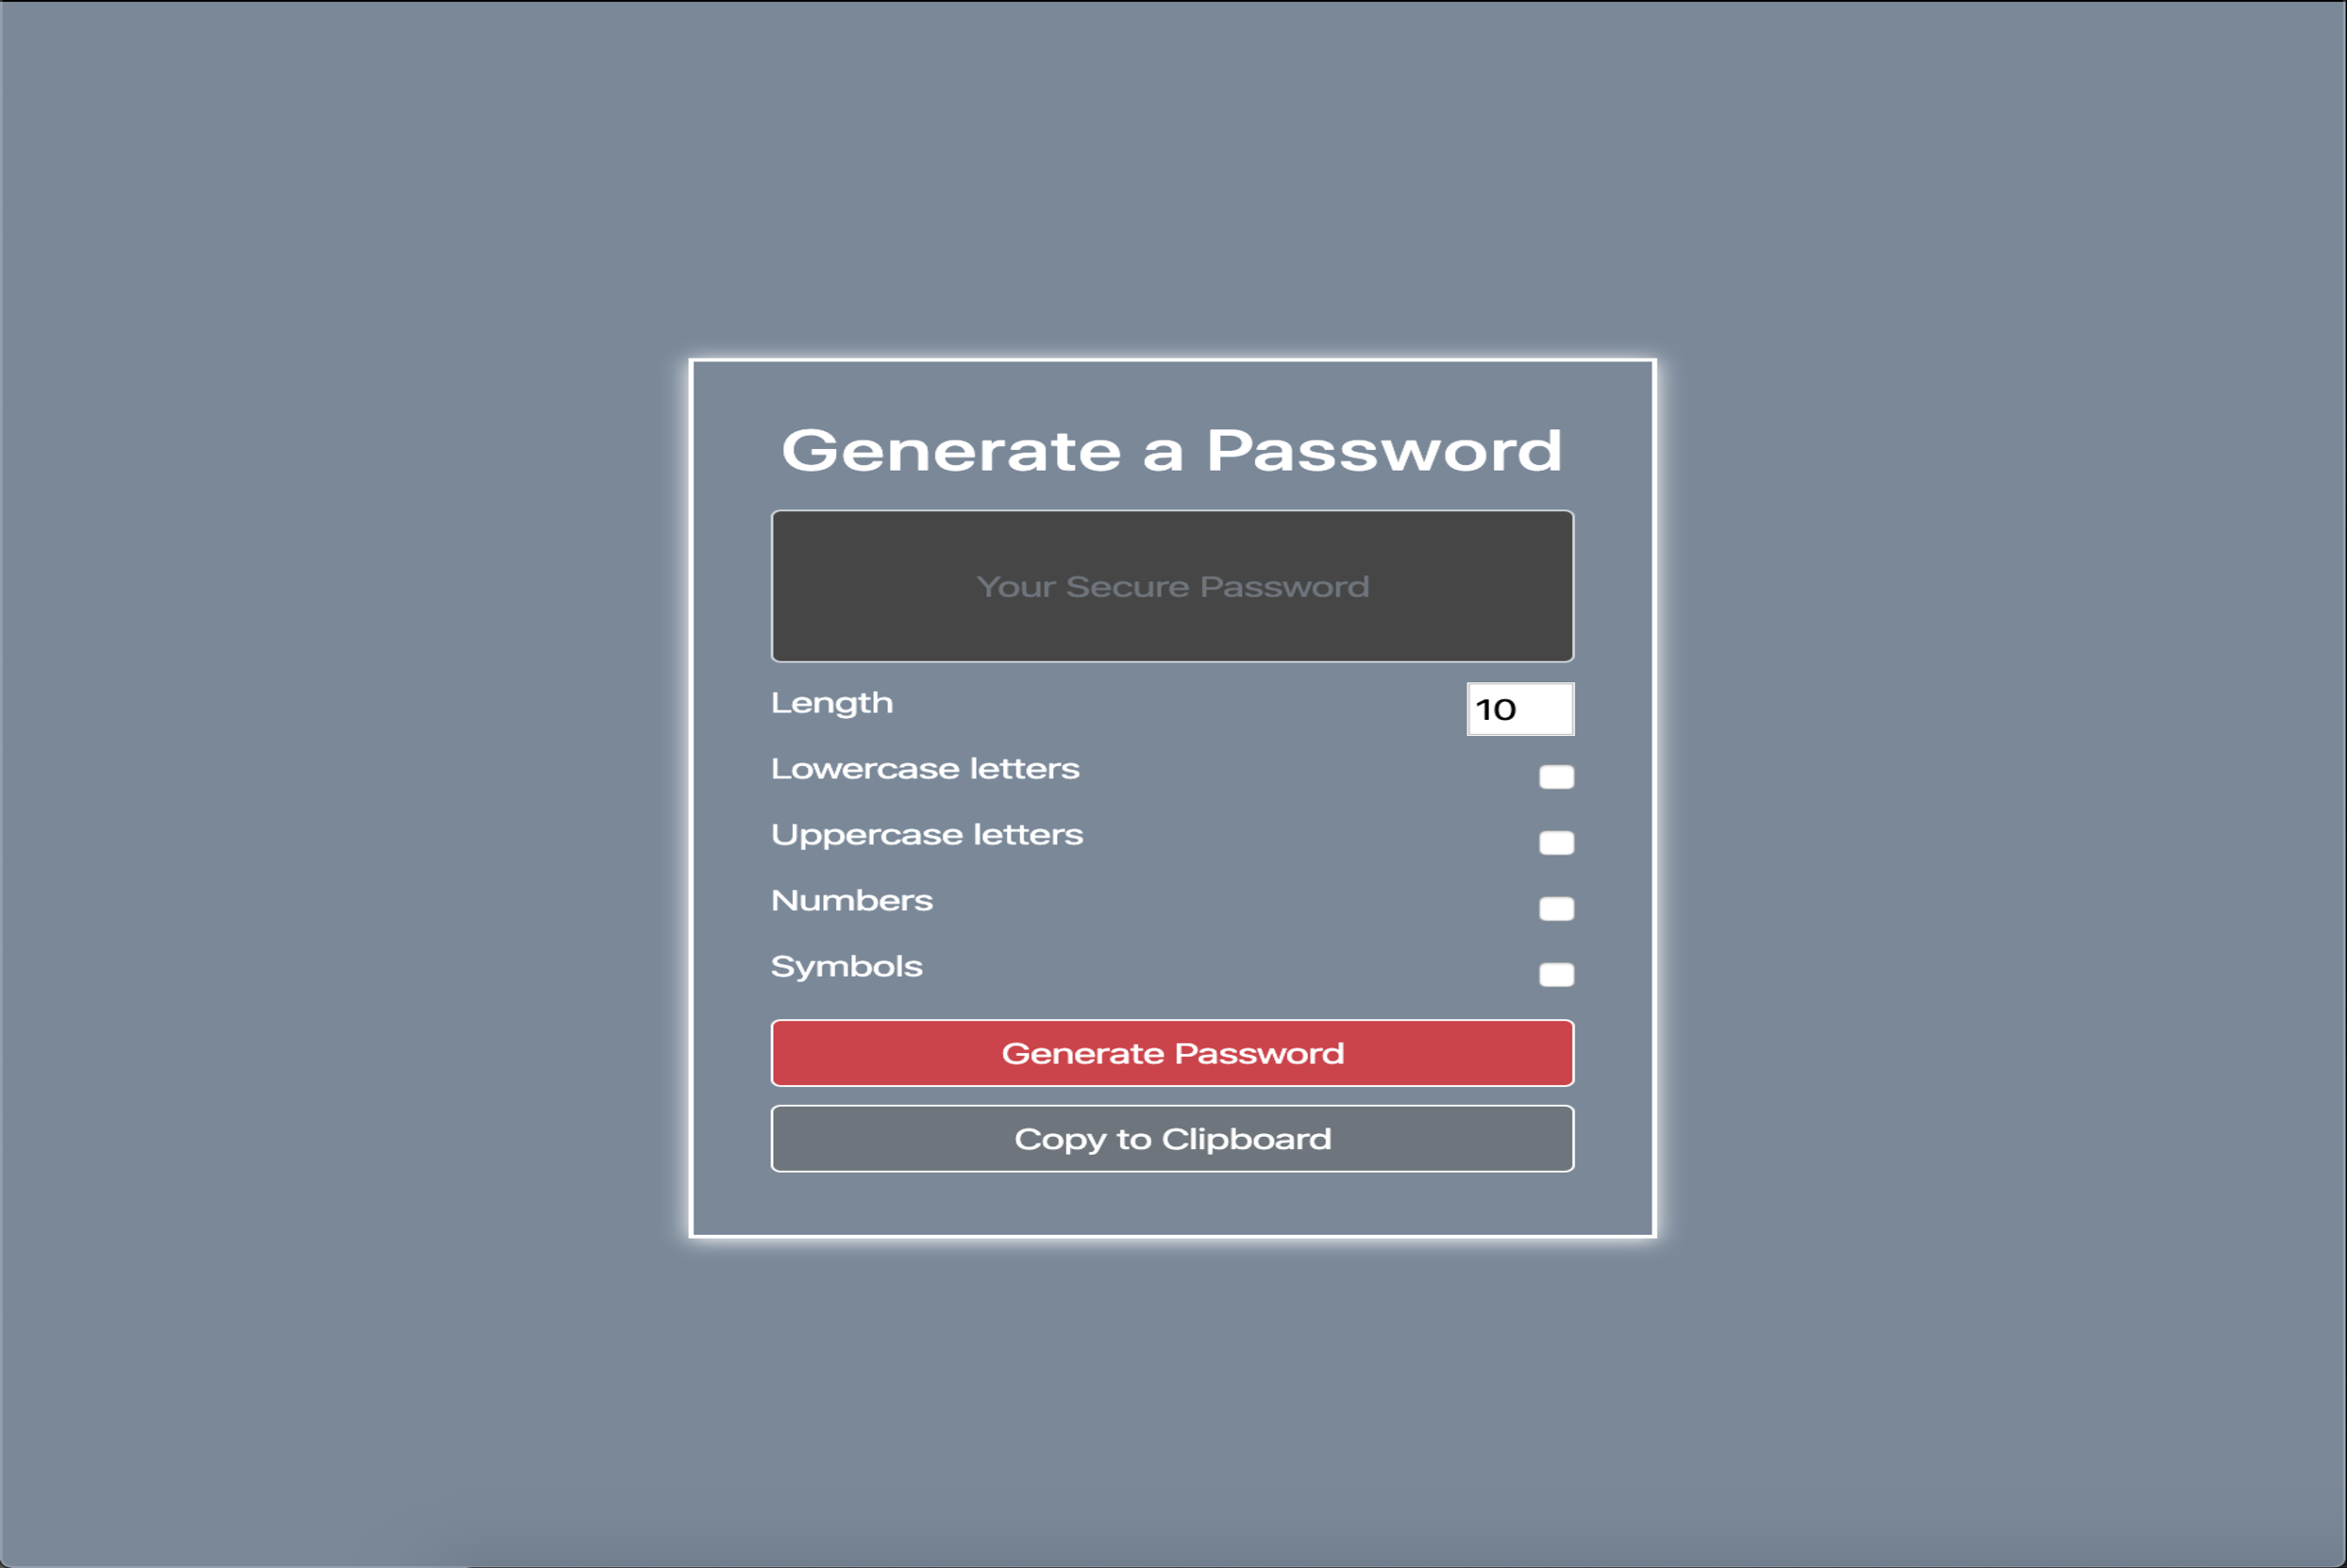 Generate a Password
Your Secure Password
Length
10
Lowercase letters
Uppercase letters
Numbers
Symbols
Generate Password
Copy to Clipboard